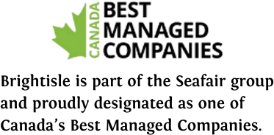 CANADA
BEST
MANAGED
COMPANIES
Brightisle is part of the Seafair group
and proudly designated as one of
Canada's Best Managed Companies.